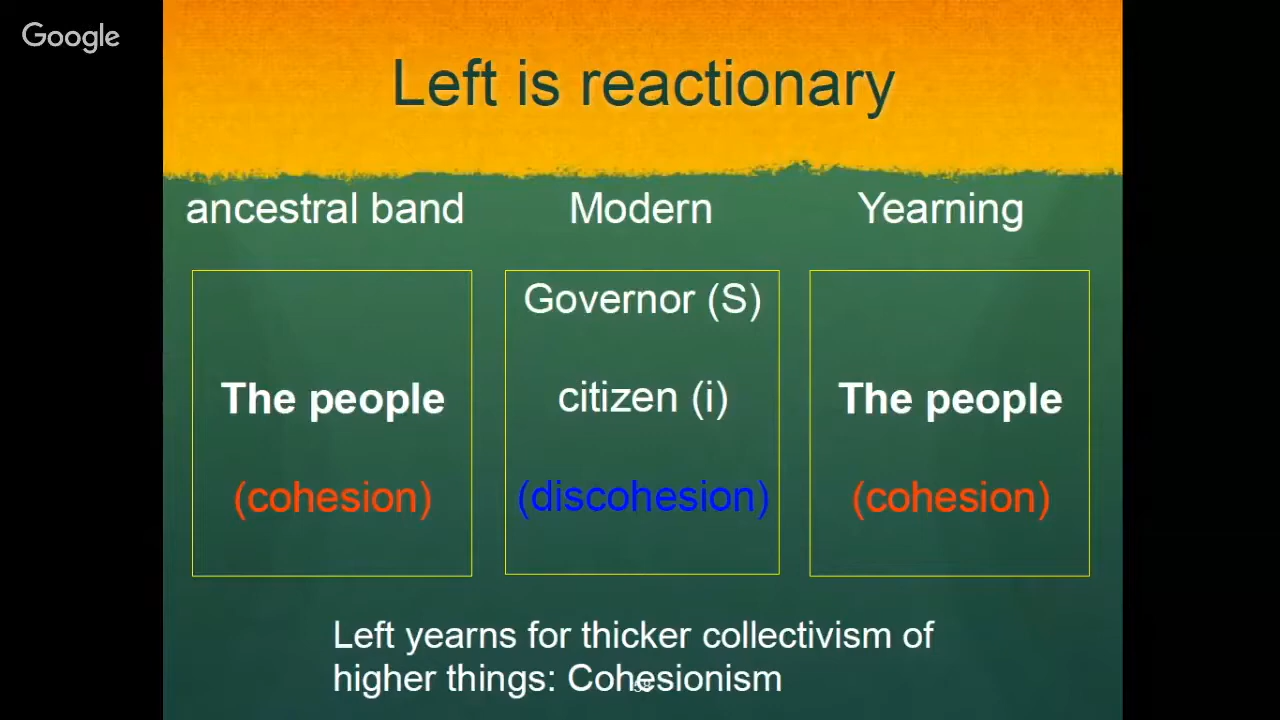 Google
Left is reactionary
ancestral band Modern Yearning
Governor (S)
The people citizen (i) The people
(cohesion) (discohesion) (cohesion)
Left yearns for thicker collectivism of
higher things: Cohesionism